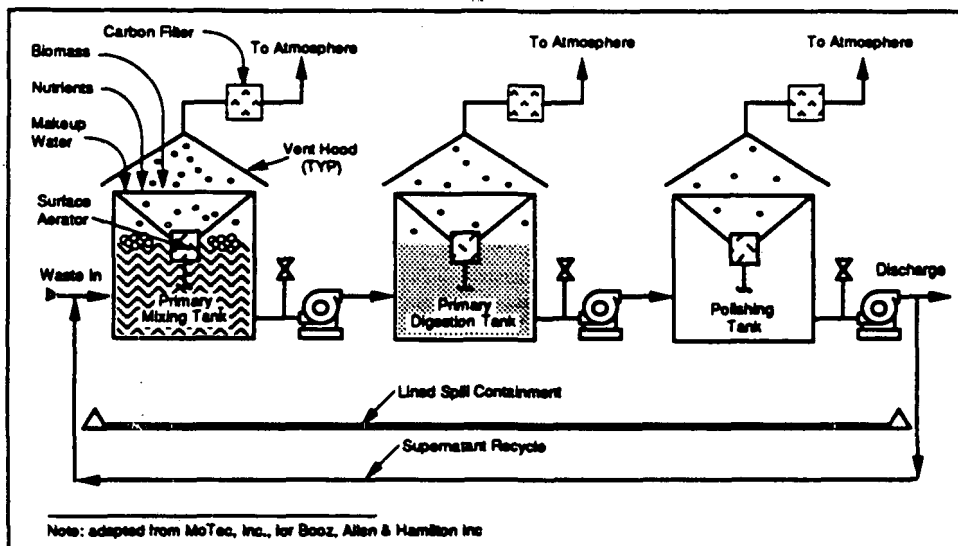 Carbon Filter
To Atmosphere
To Atmosphere
To Atmosphere
Biomass
Nutrients
Makeup
Water
Vent Hood
(TYP)
Surface
Aerator
Waste In
Primary
Mixing Tank
Primary
Digestion Tank
Polishing
Tank
Discharge
Lined Spill Containment
Supernatant Recycle
Note: adapted from MoTec, Inc., for Booz, Allen & Hamilton Inc